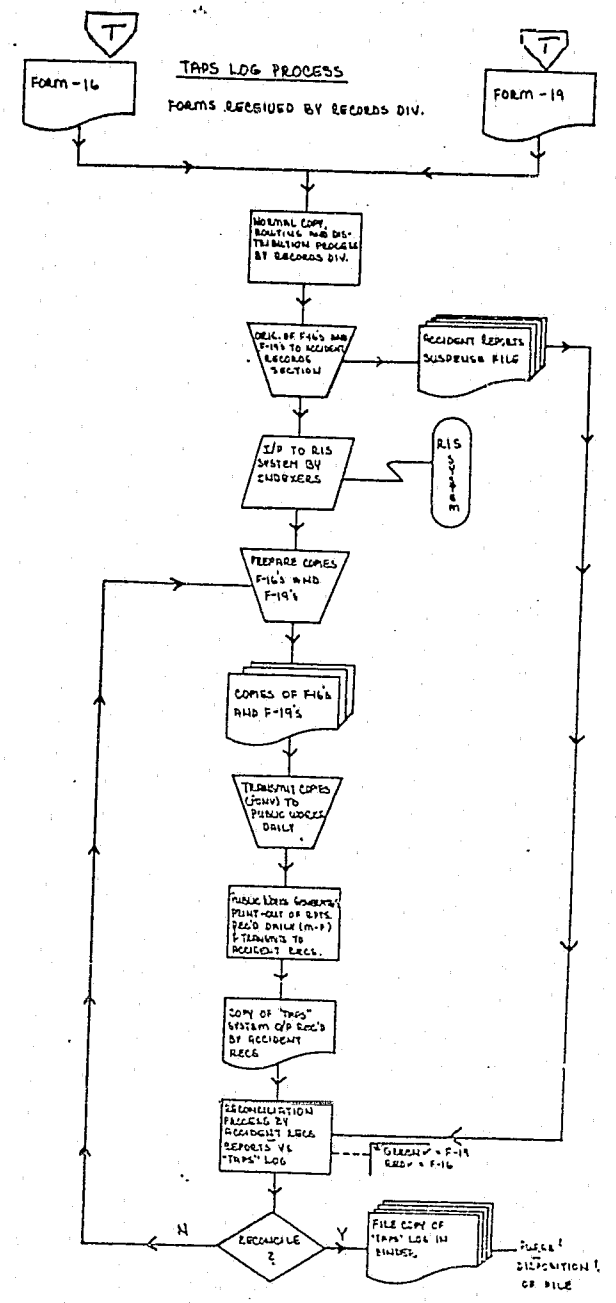 T
T
FORM-16
TAPS LOG PROCESS
FORM-19
FORMS RECEIVED BY RECORDS DIV.
NORMAL COPY,
ROUTING AND DIS-
TRIBUTION PROCESS
BY RECORDS DIV.
ORIG. OF F-16'S AND
F-19'S TO ACCIDENT
RECORDS
SECTION
ACCIDENT REPORTS
SUSPENSE FILE
I/P TO RIS
SYSTEM BY
INDEXERS
RIS
SYSTEM
PREPARE COPIES
F-16'S AND
F-19'S
COPIES OF F-16'S
AND F-19'S
TRANSMIT COPIES
TO
PUBLIC WORKS
DAILY
PUBLIC WORKS GENERATES
PRINT-OUT OF RPTS.
REC'D DAILY (M-F)
& TRANSMITS TO
ACCIDENT RECS.
COPY OF "TAPS"
SYSTEM O/P REC'D
BY ACCIDENT
RECS
RECONCILIATION
PROCESS BY
ACCIDENT RECS
REPORTS VS
"TAPS" LOG
GREEN✓ = F-19
RED✓ = F-16
N
RECONCILE
?
Y
FILE COPY OF
"TAPS" LOG IN
BINDER
DISPOSITION
OF FILE